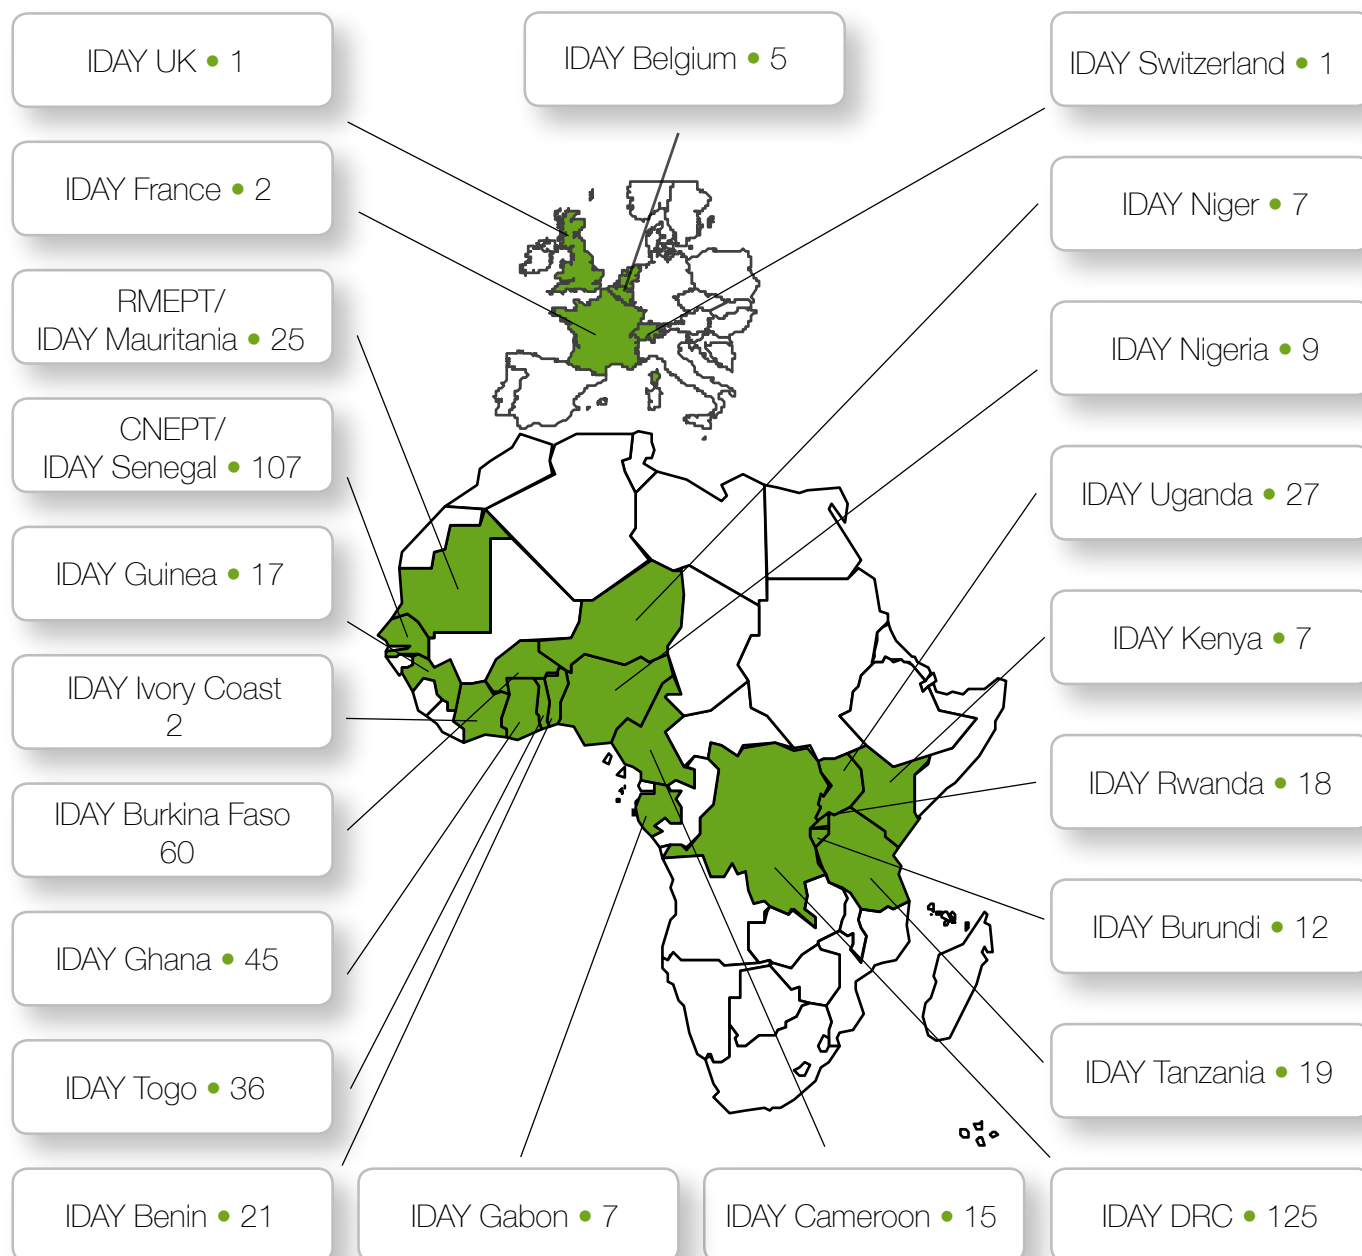 IDAY UK • 1
IDAY Belgium • 5
IDAY Switzerland • 1
IDAY France • 2
IDAY Niger • 7
RMEPT/
IDAY Mauritania • 25
IDAY Nigeria • 9
CNEPT/
IDAY Senegal • 107
IDAY Uganda • 27
IDAY Guinea • 17
IDAY Kenya • 7
IDAY Ivory Coast
2
IDAY Rwanda • 18
IDAY Burkina Faso
60
IDAY Burundi • 12
IDAY Ghana • 45
IDAY Tanzania • 19
IDAY Togo • 36
IDAY Benin • 21
IDAY Gabon • 7
IDAY Cameroon • 15
IDAY DRC • 125